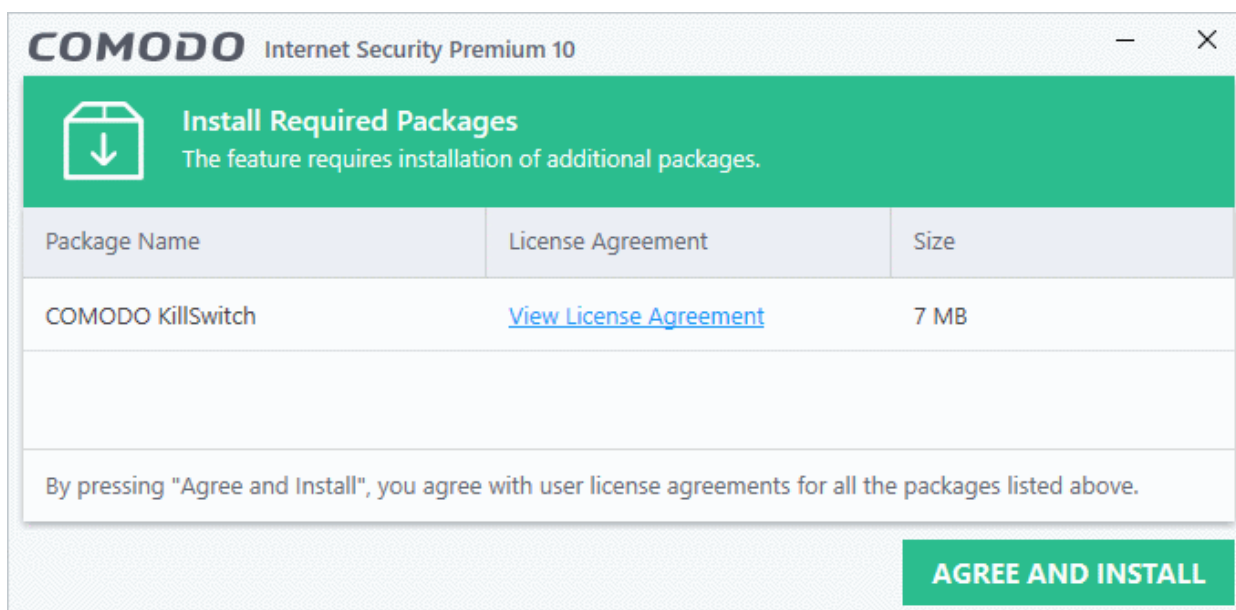 COMODO Internet Security Premium 10
Install Required Packages
The feature requires installation of additional packages.
Package Name License Agreement Size
COMODO KillSwitch View License Agreement 7 MB
By pressing "Agree and Install", you agree with user license agreements for all the packages listed above.
AGREE AND INSTALL